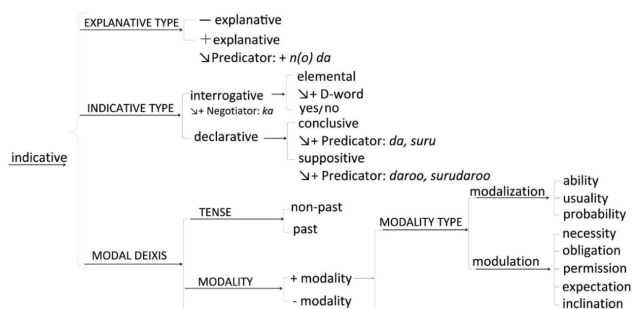 EXPLANATIVE TYPE
— explanative
+ explanative
↘ Predicator: + n(o) da
INDICATIVE TYPE
interrogative
↘+ Negotiator: ka
elemental
↘+ D-word
yes/no
declarative
conclusive
↘+ Predicator: da, suru
suppositive
↘+ Predicator: daroo, surudaroo
indicative
MODAL DEIXIS
TENSE
non-past
past
MODALITY
+ modality
- modality
MODALITY TYPE
modalization
ability
usuality
probability
modulation
necessity
obligation
permission
expectation
inclination